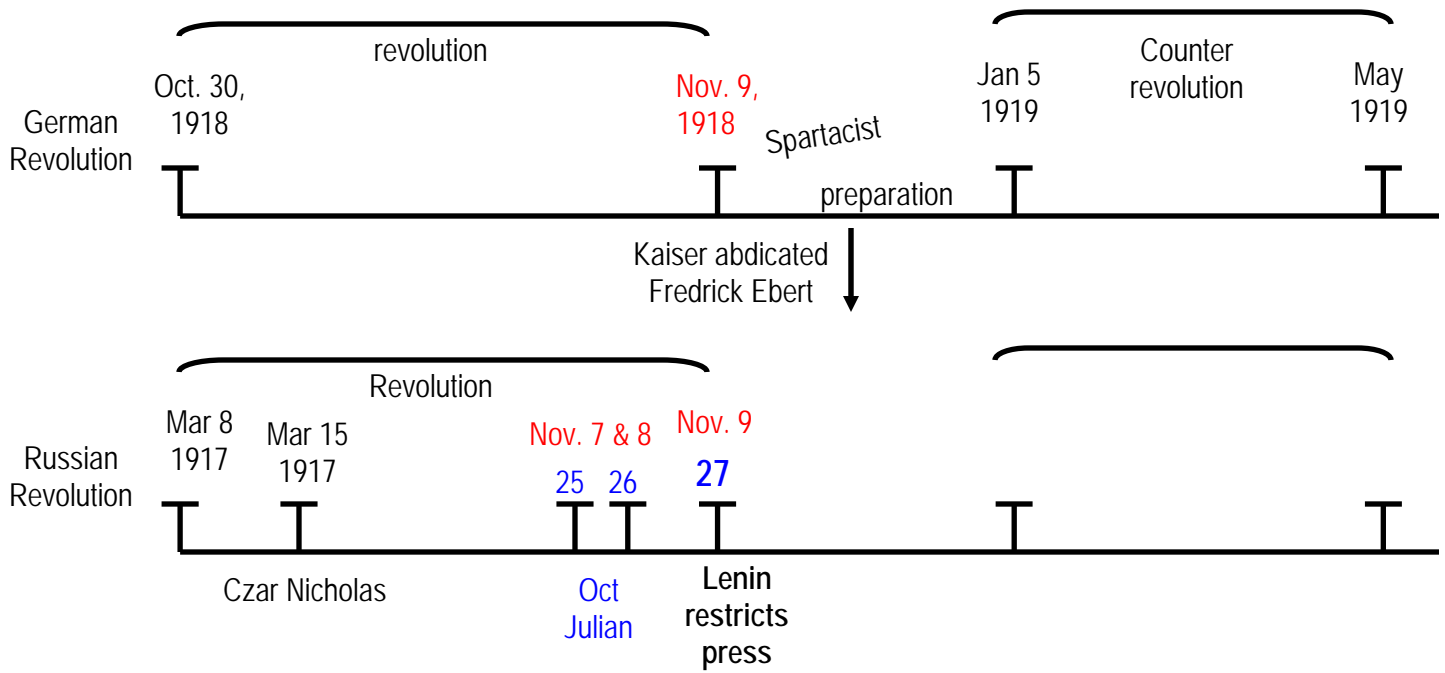 revolution
Counter
revolution
Oct. 30,
1918
Nov. 9,
1918
Jan 5
1919
May
1919
German
Revolution
Spartacist
preparation
Kaiser abdicated
Fredrick Ebert
Revolution
Mar 8
1917
Mar 15
1917
Nov. 7 & 8
Nov. 9
Russian
Revolution
25 26
27
Czar Nicholas
Oct
Julian
Lenin
restricts
press